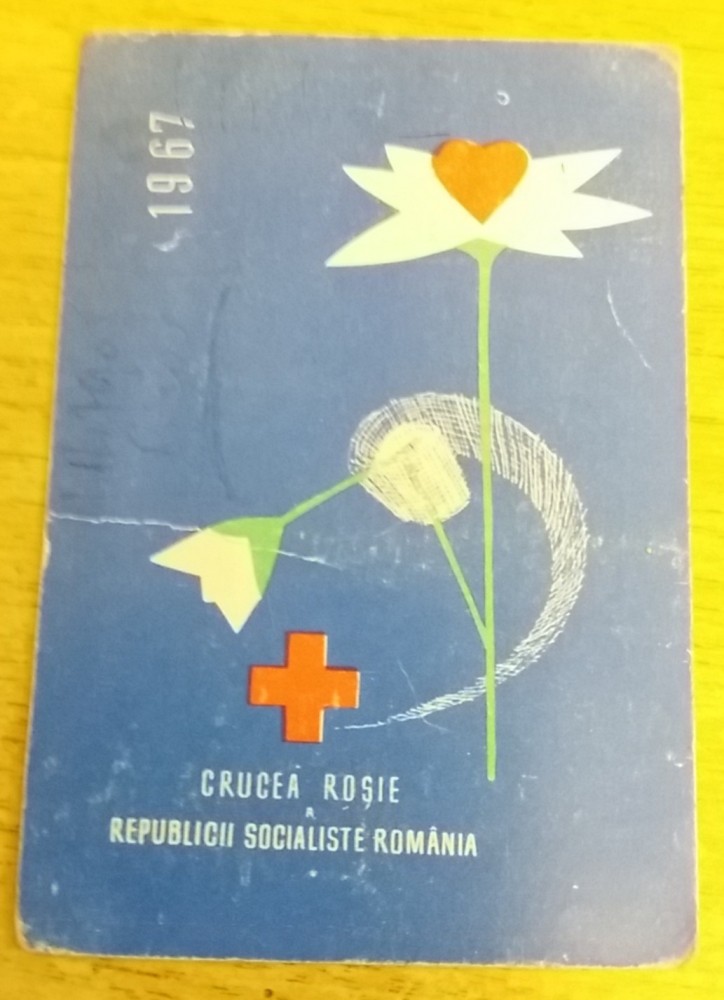 1967
CRUCEA ROȘIE
A
REPUBLICII SOCIALISTE ROMÂNIA